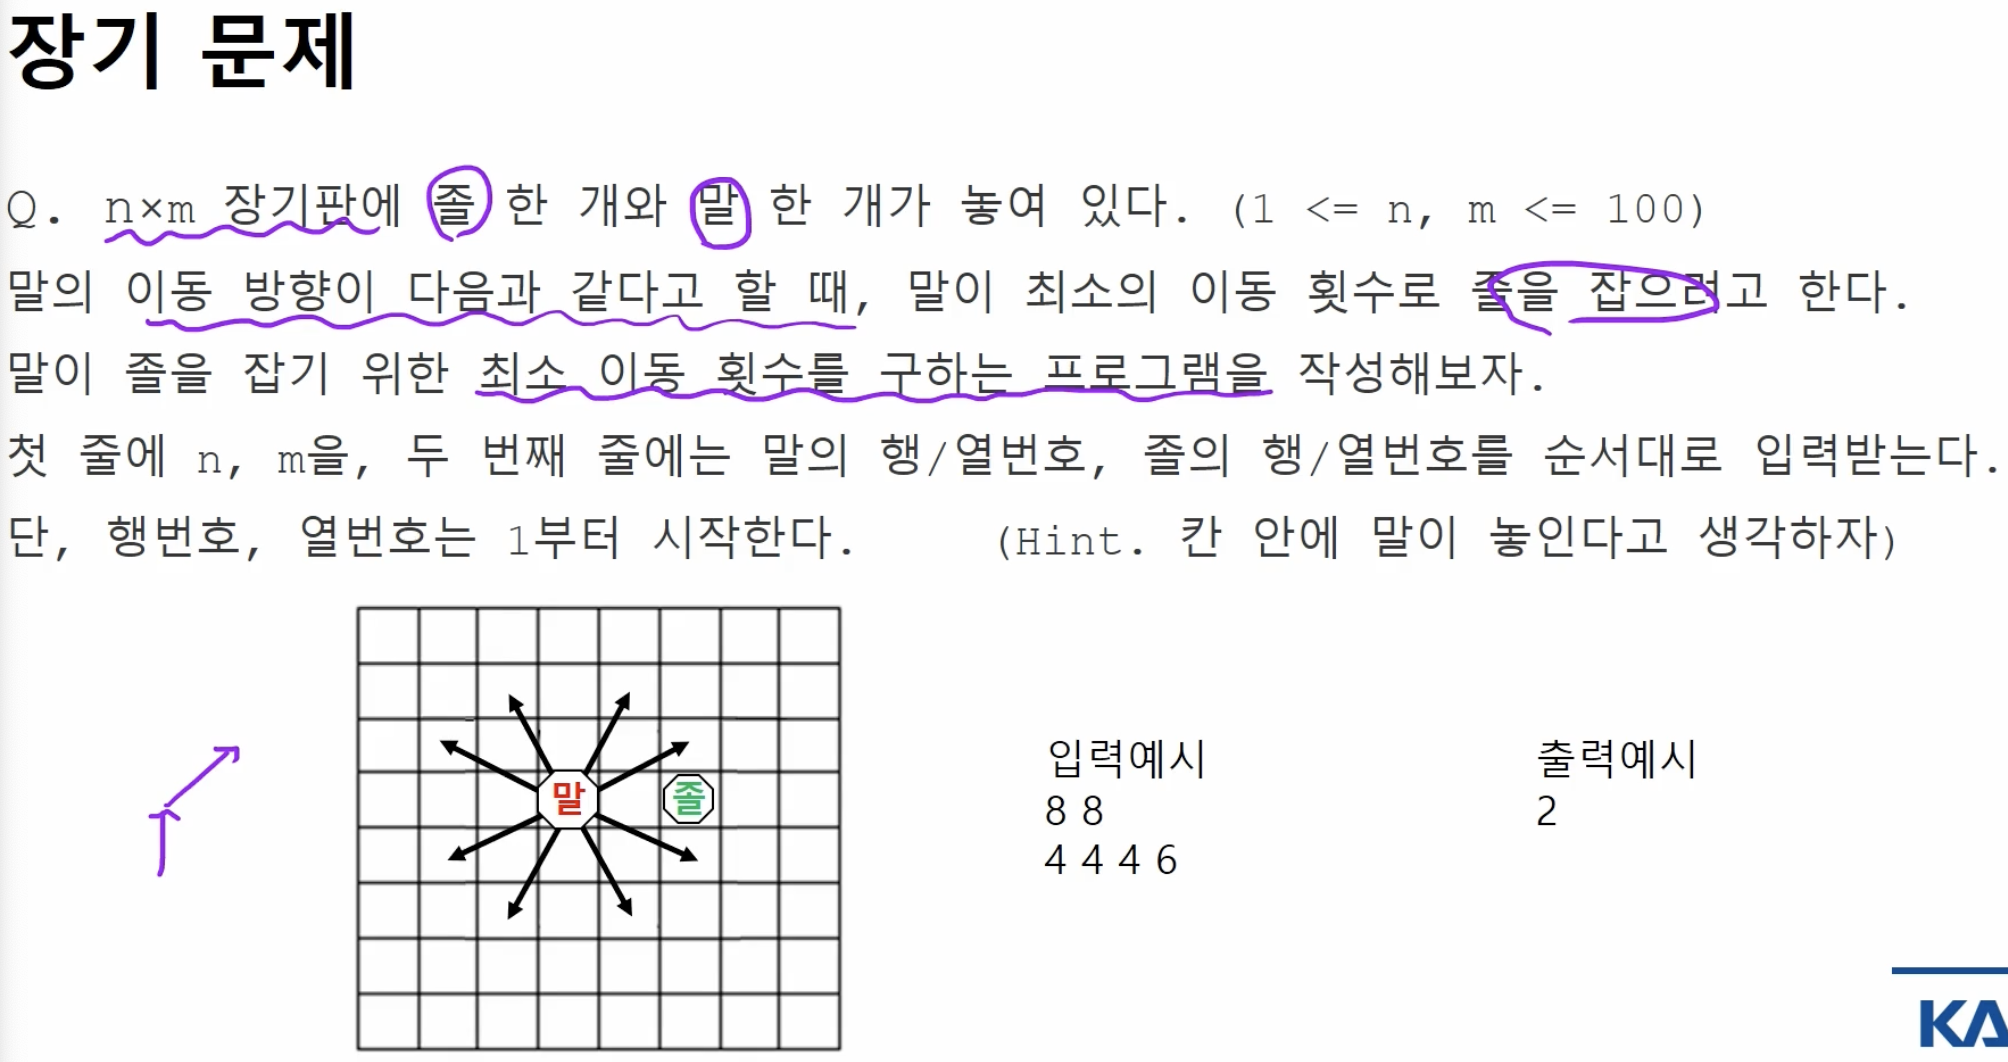 장기 문제
Q. n×m 장기판에 졸 한 개와 말 한 개가 놓여 있다. (1 <= n, m <= 100)
말의 이동 방향이 다음과 같다고 할 때, 말이 최소의 이동 횟수로 졸을 잡으려고 한다.
말이 졸을 잡기 위한 최소 이동 횟수를 구하는 프로그램을 작성해보자.
첫 줄에 n, m을, 두 번째 줄에는 말의 행/열번호, 졸의 행/열번호를 순서대로 입력받는다.
단, 행번호, 열번호는 1부터 시작한다. (Hint. 칸 안에 말이 놓인다고 생각하자)
말 졸
입력예시 출력예시
8 8 2
4 4 4 6